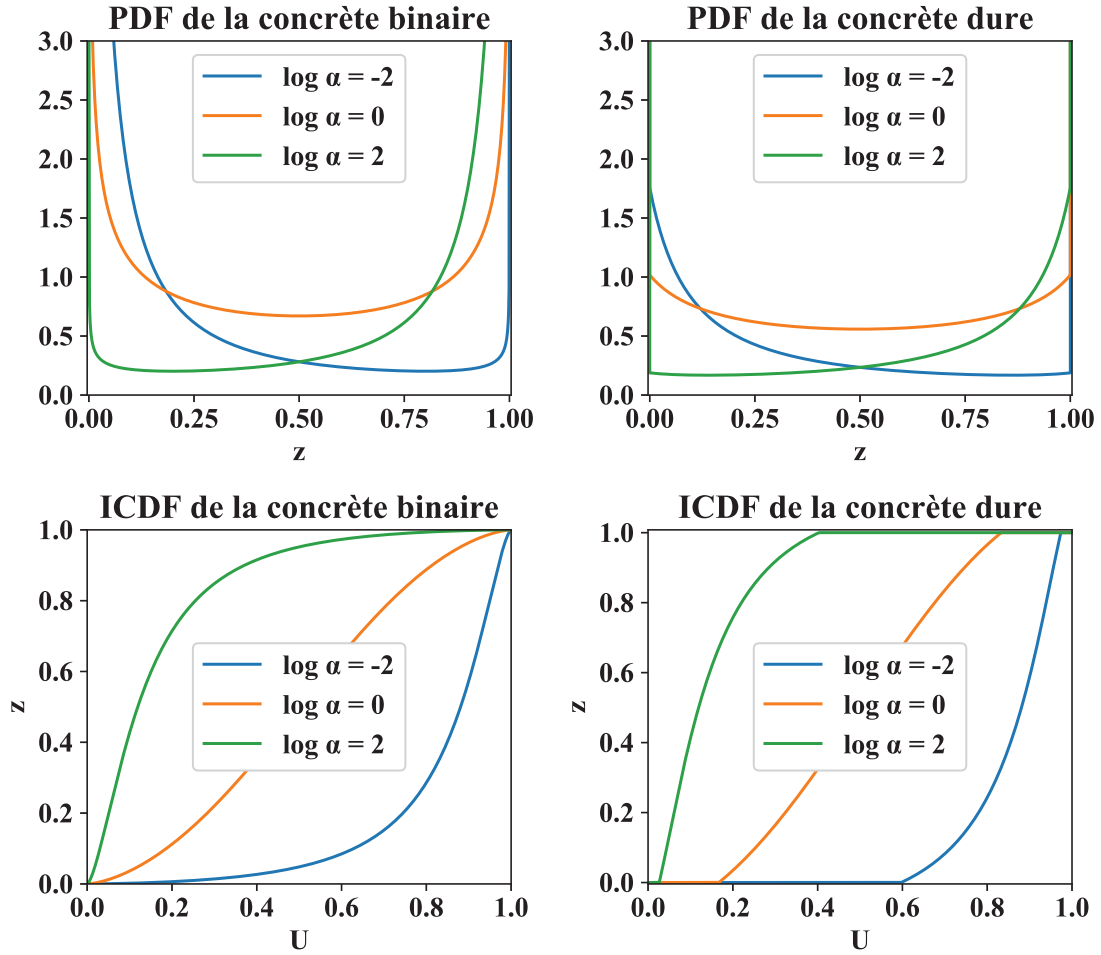 PDF de la concrète binaire
3.0
2.5
2.0
1.5
1.0
0.5
0.0
log α = -2
log α = 0
log α = 2
0.00 0.25 0.50 0.75 1.00
z
PDF de la concrète dure
3.0
2.5
2.0
1.5
1.0
0.5
0.0
log α = -2
log α = 0
log α = 2
0.00 0.25 0.50 0.75 1.00
z
ICDF de la concrète binaire
z
1.0
0.8
0.6
0.4
0.2
0.0
log α = -2
log α = 0
log α = 2
0.0 0.2 0.4 0.6 0.8 1.0
U
ICDF de la concrète dure
z
1.0
0.8
0.6
0.4
0.2
0.0
log α = -2
log α = 0
log α = 2
0.0 0.2 0.4 0.6 0.8 1.0
U